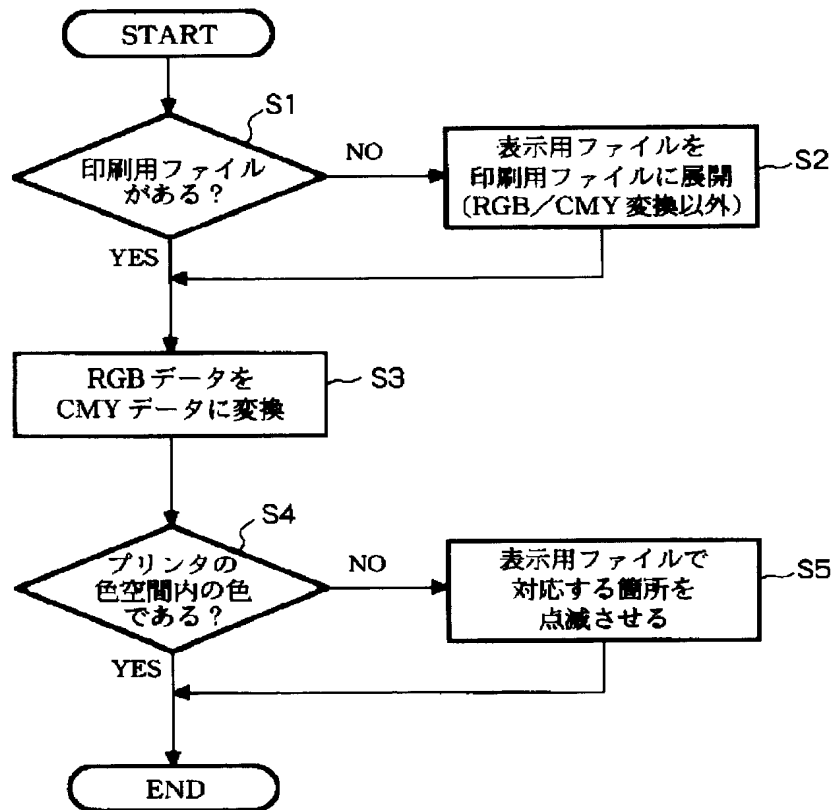 START
S1
印刷用ファイル
がある？
NO
表示用ファイルを
印刷用ファイルに展開
(RGB／CMY 変換以外)
S2
YES
RGB データを
CMY データに変換
S3
S4
プリンタの
色空間内の色
である？
NO
表示用ファイルで
対応する箇所を
点滅させる
S5
YES
END